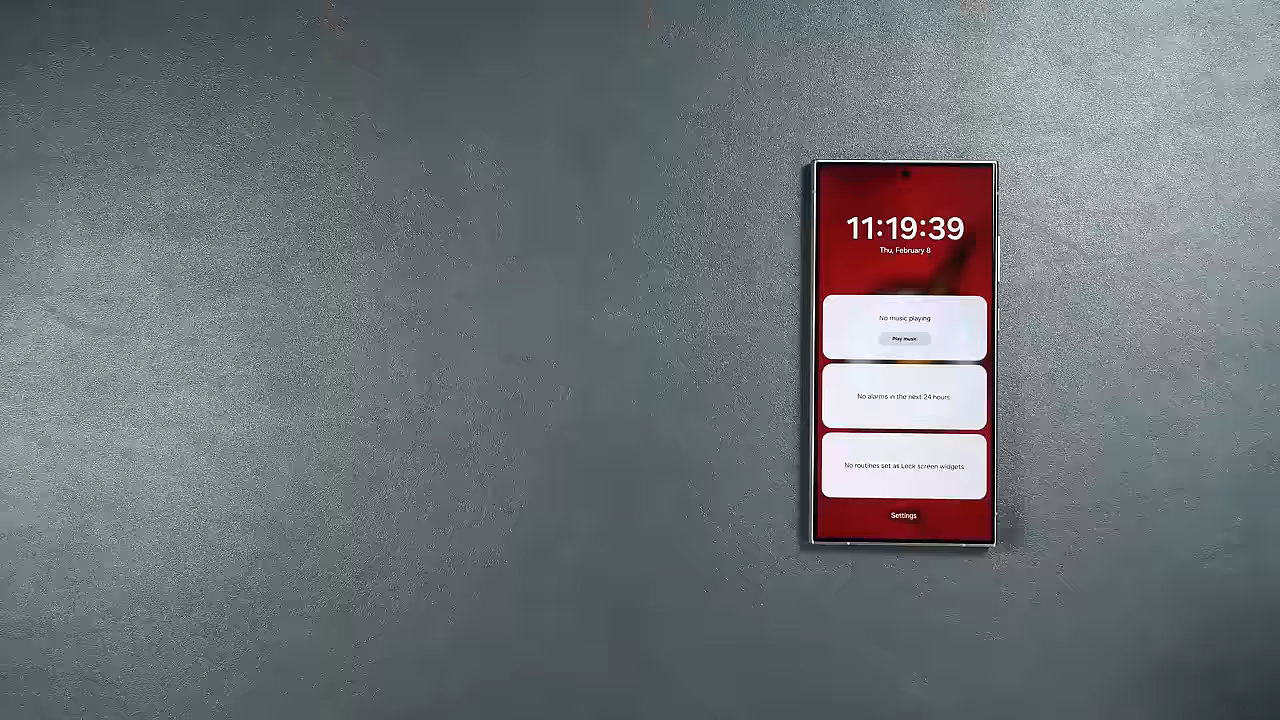 11:19:39
Thu, February 8
No music playing
Play music
No alarms in the next 24 hours
No routines set as Lock screen widgets
Settings